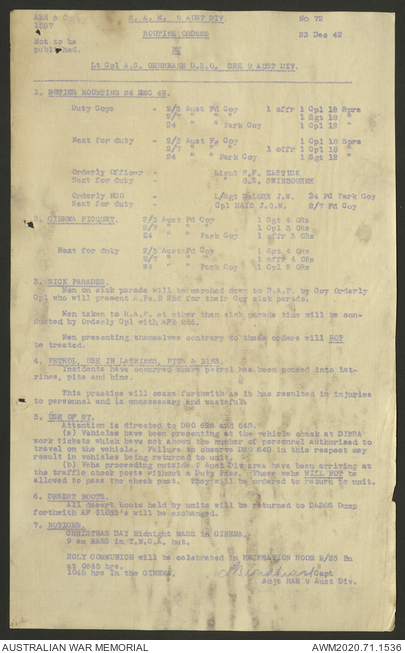 R. A. E. 9 AUST DIV.
No 72
1587
ROUTINE ORDERS
23 Dec 42
Not to be
published.
BY
Lt Col A.G. D.S.O, CRE 9 AUST DIV.
1. MOUNTING 24 DEC 42.
Duty Coys - 2/3 Aust Fd Coy 1 offr 1 Cpl 18 Sprs
2/7 " " " 1 Sgt 18 "
24 " " Park Coy 1 Cpl 12 "
Next for duty - 2/3 Aust Fd Coy 1 Cpl 18 Sprs
2/7 " " " 1 offr 1 Cpl 18 "
24 " " Park Coy 1 Sgt 12 "
Orderly Officer - Lieut R.F. EASTICK
Next for Duty " G.E. SWINBOURNE
Orderly NCO - L/Sgt J.W. 24 Fd Park Coy
Next for duty Cpl J.C.W. 2/7 Fd Coy
2. CINEMA PICQUET. 2/3 Aust Fd Coy 1 Sgt 4 ORs
2/7 " " " 1 Cpl 3 ORs
24 " " Park Coy 1 Sgt 4 ORs
Next for duty 2/3 Aust Fd Coy 1 Sgt 4 ORs
2/7 " " " 1 offr 4 ORs
24 " " Park Coy 1 Cpl 5 ORs
3. SICK PARADES.
Men on sick parade will be marched down to R.A.P. by Coy Orderly
Cpl who will present A.Fs.B 256 for their Coy sick parade.
Men taken to R.A.P. at other than sick parade time will be con-
ducted by Orderly Cpl with AFB 256.
Men presenting themselves contrary to these orders will NOT
be treated.
4. PETROL, USE IN LATRINES, PITS & BINS.
Incidents have occurred where petrol has been poured into lat-
rines, pits and bins.
This practice will cease forthwith as it has resulted in injuries
to personnel and is unnecessary and wasteful.
5. USE OF MT.
Attention is directed to DRO 628 and 640.
(a) Vehicles have been presenting at the vehicle check at DIMRA
work tickets which have not shown the number of personnel authorised to
travel on the vehicle. Failure to observe DRO 640 in this respect may
result in vehicles being returned to unit.
(b) Vehs proceeding outside 9 Aust Div area have been arriving at
the traffic check posts without a Duty Pass. These vehs WILL NOT be
allowed to pass the check post. They will be ordered to return to unit.
6. DESERT BOOTS.
All desert boots held by units will be returned to DADOS Dump
forthwith AF G1033's will be exchanged.
7. NOTICES.
CHRISTMAS DAY Midnight MASS in CINEMA.
9 am MASS in Y.M.C.A. hut.
HOLY COMMUNION will be celebrated in RECREATION ROOM 2/23 Bn
at 0645 hrs.
1045 hrs in the CINEMA.
Capt
Adjt RAE 9 Aust Div.
AUSTRALIAN WAR MEMORIAL
AWM2020.71.1536